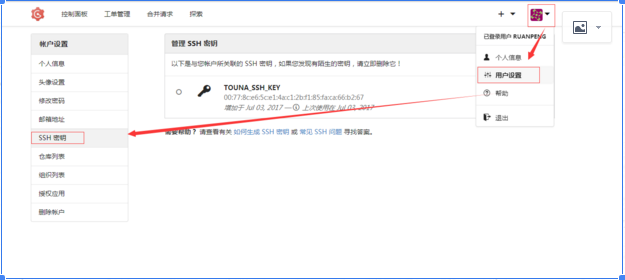 控制面板 工单管理 合并请求 探索
已登录用户 RUANPENG
个人信息
用户设置
帮助
退出
帐户设置
个人信息
头像设置
修改密码
邮箱地址
SSH 密钥
仓库列表
组织列表
授权应用
删除帐户
管理 SSH 密钥
以下是与您帐户所关联的 SSH 密钥，如果您发现有陌生的密钥，请立即删除它！
TOUNA_SSH_KEY
00:77:8c:e6:5c:e1:4a:c1:2b:f1:85:fa:ca:66:b2:67
增加于 Jul 03, 2017 — 上次使用在 Jul 03, 2017
需要帮助？ 请查看有关 如何生成 SSH 密钥 或 常见 SSH 问题 寻找答案。